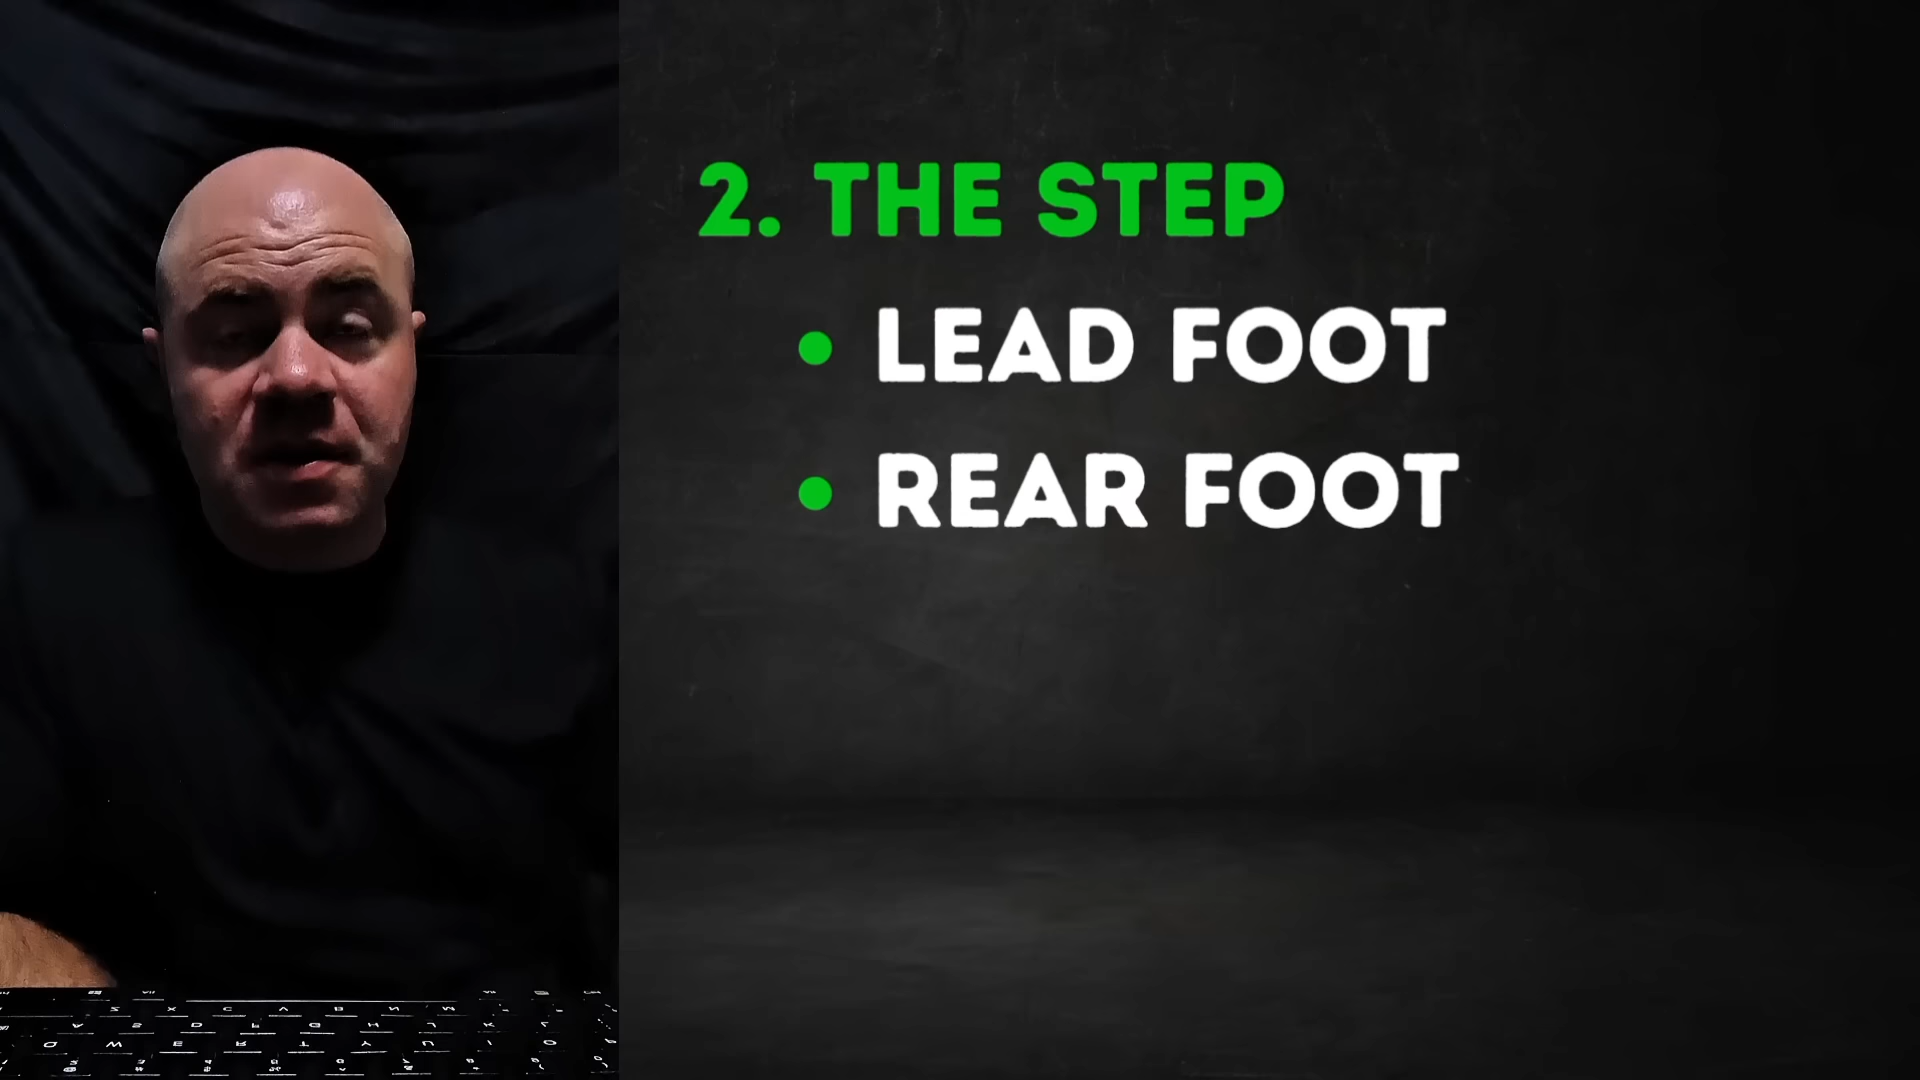 2. THE STEP
• LEAD FOOT
• REAR FOOT